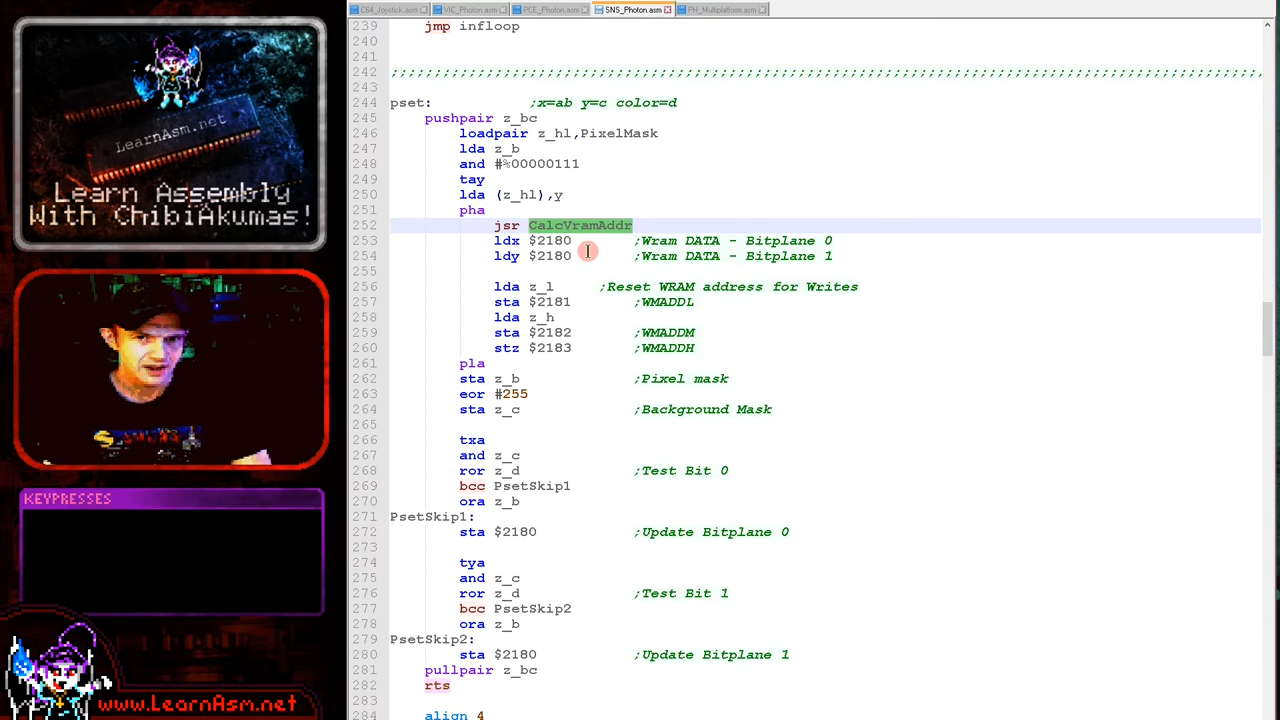 C64_Joystick.asm VIC_Photon.asm PCE_Photon.asm SNS_Photon.asm PH_Multiplatform.asm
239 jmp infloop
240
241
242 ;;;;;;;;;;;;;;;;;;;;;;;;;;;;;;;;;;;;;;;;;;;;;;;;;;;;;;;;;;;;;;;;;;;;;;;;;;;;;;;;;;;;;;;;;;;;;;;;;;;;;
243
244 pset: ;x=ab y=c color=d
245 pushpair z_bc
246 loadpair z_hl,PixelMask
247 lda z_b
248 and #%00000111
249 tay
250 lda (z_hl),y
251 pha
252 jsr CalcVramAddr
253 ldx $2180 ;Wram DATA - Bitplane 0
254 ldy $2180 ;Wram DATA - Bitplane 1
255
256 lda z_l ;Reset WRAM address for Writes
257 sta $2181 ;WMADDL
258 lda z_h
259 sta $2182 ;WMADDM
260 stz $2183 ;WMADDH
261 pla
262 sta z_b ;Pixel mask
263 eor #255
264 sta z_c ;Background Mask
265
266 txa
267 and z_c
268 ror z_d ;Test Bit 0
269 bcc PsetSkip1
270 ora z_b
271 PsetSkip1:
272 sta $2180 ;Update Bitplane 0
273
274 tya
275 and z_c
276 ror z_d ;Test Bit 1
277 bcc PsetSkip2
278 ora z_b
279 PsetSkip2:
280 sta $2180 ;Update Bitplane 1
281 pullpair z_bc
282 rts
283
284 align 4
LearnAsm.net
Learn Assembly
With ChibiAkumas!
KEYPRESSES
www.LearnAsm.net